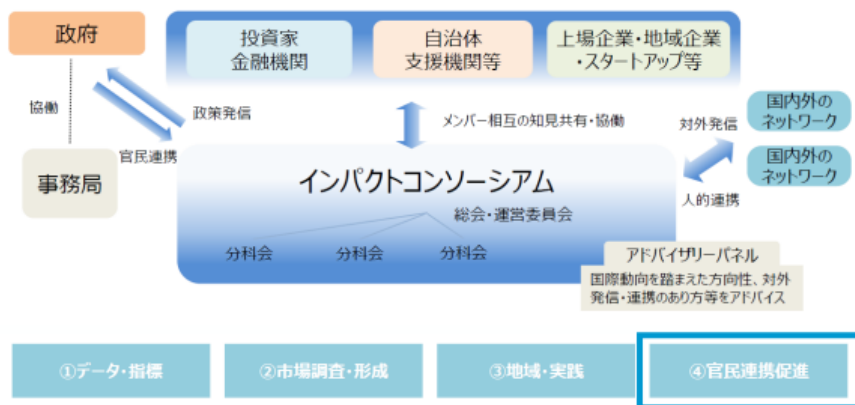 政府
協働
事務局
投資家
金融機関
自治体
支援機関等
上場企業・地域企業
・スタートアップ等
政策発信
官民連携
メンバー相互の知見共有・協働
対外発信
人的連携
国内外の
ネットワーク
国内外の
ネットワーク
インパクトコンソーシアム
総会・運営委員会
分科会
分科会
分科会
アドバイザリーパネル
国際動向を踏まえた方向性、対外
発信・連携のあり方等をアドバイス
①データ・指標
②市場調査・形成
③地域・実践
④官民連携促進